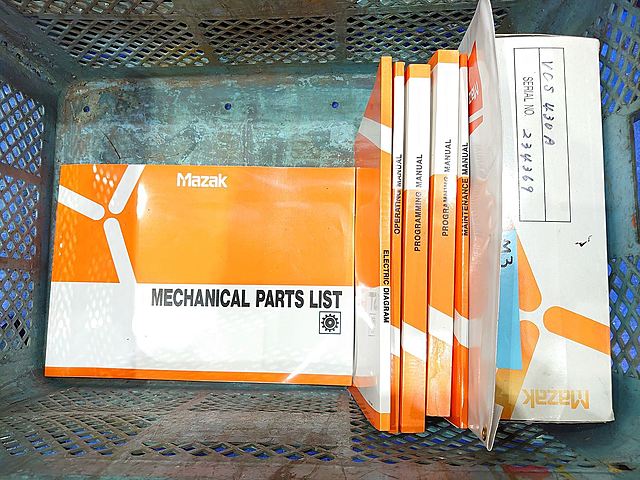 Mazak
MECHANICAL PARTS LIST
ELECTRIC DIAGRAM
OPERATING MANUAL
PROGRAMMING MANUAL
PROGRAMMING MANUAL
MAINTENANCE MANUAL
VCS 430A
SERIAL NO. 234369
M3
Mazak